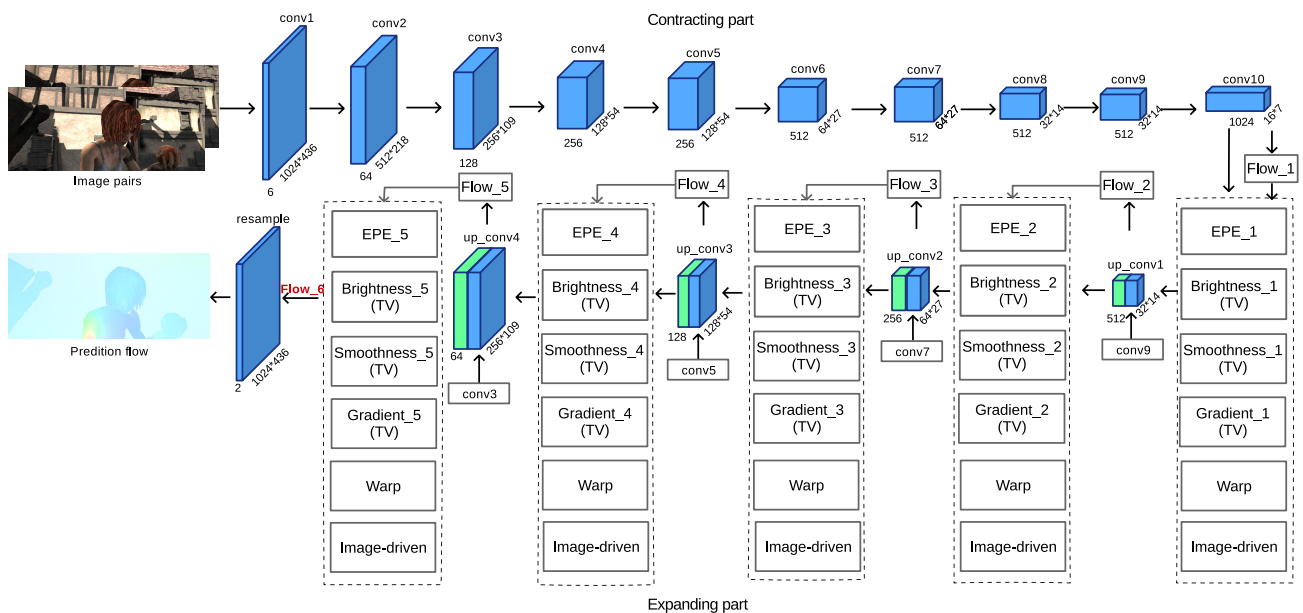 Contracting part
conv1
conv2
conv3
conv4
conv5
conv6
conv7
conv8
conv9
conv10
Image pairs
6
1024*436
64
512*218
128
256*109
256
128*54
256
128*54
512
64*27
512
64*27
512
32*14
512
32*14
1024
16*7
Flow_5
Flow_4
Flow_3
Flow_2
Flow_1
resample
2
1024*436
Predition flow
Flow_6
EPE_5
Brightness_5
(TV)
Smoothness_5
(TV)
Gradient_5
(TV)
Warp
Image-driven
up_conv4
64
256*109
conv3
EPE_4
Brightness_4
(TV)
Smoothness_4
(TV)
Gradient_4
(TV)
Warp
Image-driven
up_conv3
128
128*54
conv5
EPE_3
Brightness_3
(TV)
Smoothness_3
(TV)
Gradient_3
(TV)
Warp
Image-driven
up_conv2
256
64*27
conv7
EPE_2
Brightness_2
(TV)
Smoothness_2
(TV)
Gradient_2
(TV)
Warp
Image-driven
up_conv1
512
32*14
conv9
EPE_1
Brightness_1
(TV)
Smoothness_1
(TV)
Gradient_1
(TV)
Warp
Image-driven
Expanding part